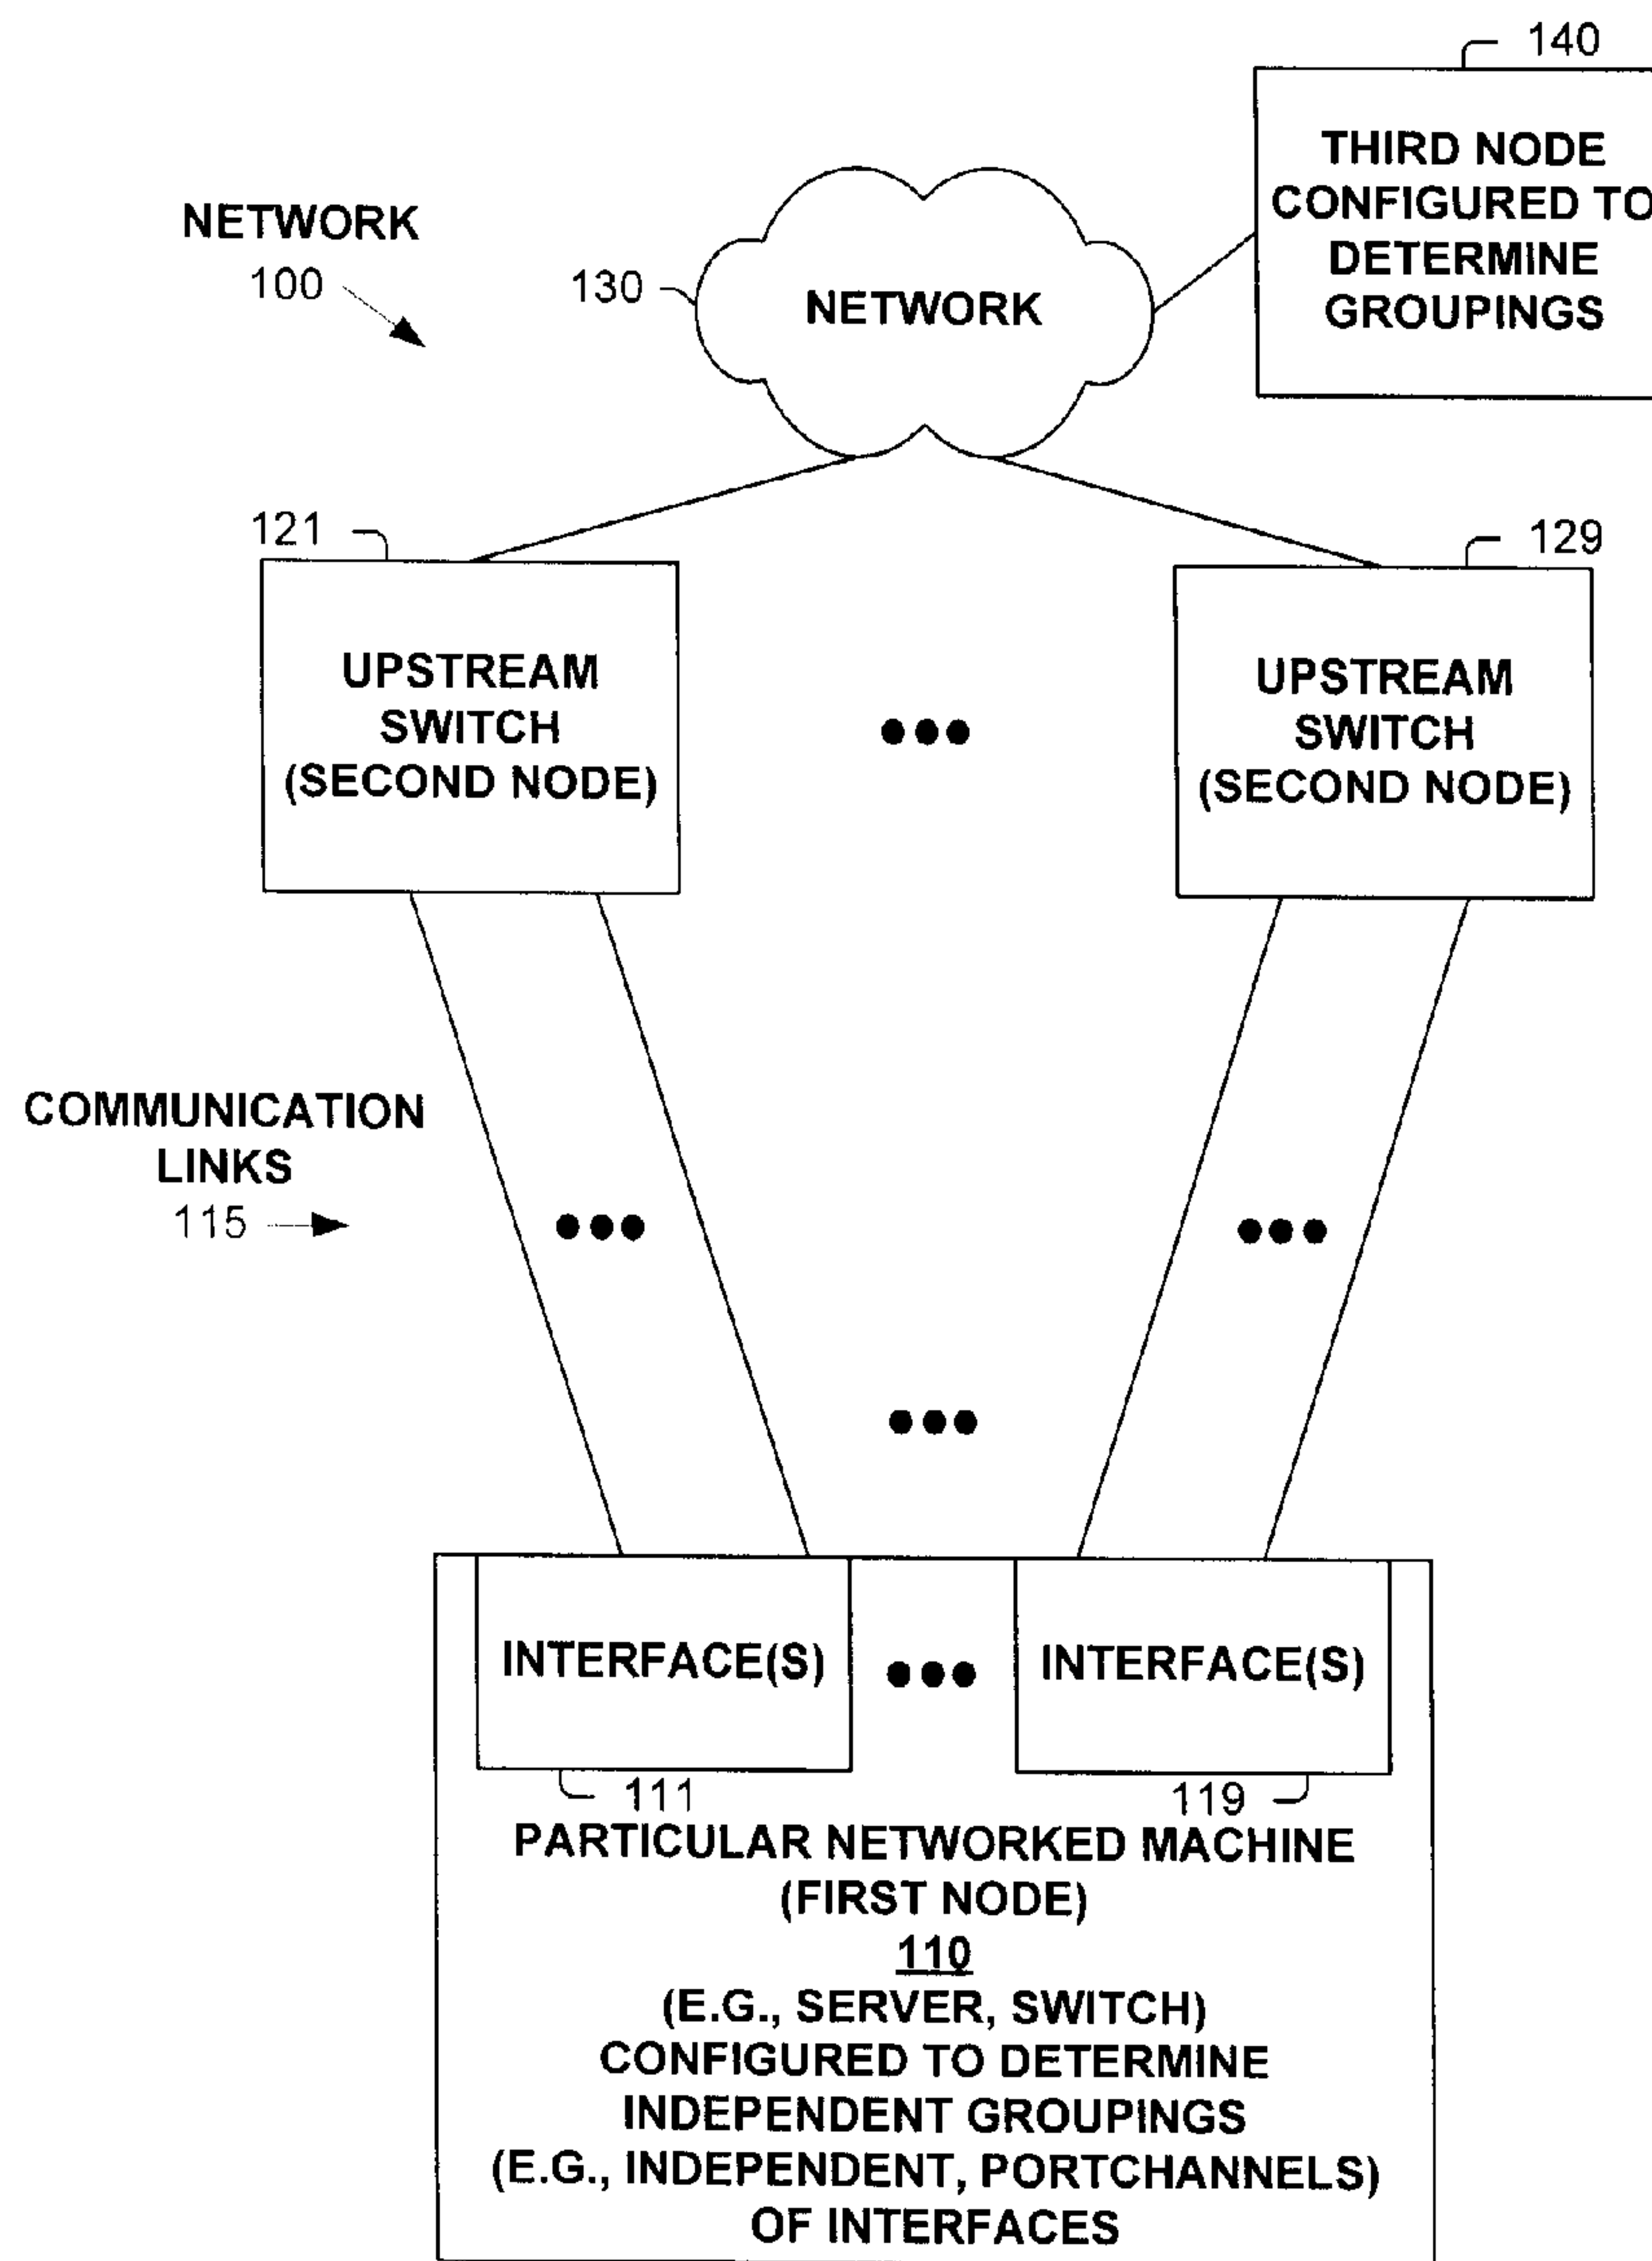 140
THIRD NODE
CONFIGURED TO
DETERMINE
GROUPINGS
NETWORK
100
130
NETWORK
121
129
UPSTREAM
SWITCH
(SECOND NODE)
UPSTREAM
SWITCH
(SECOND NODE)
COMMUNICATION
LINKS
115
INTERFACE(S)
INTERFACE(S)
111
119
PARTICULAR NETWORKED MACHINE
(FIRST NODE)
110
(E.G., SERVER, SWITCH)
CONFIGURED TO DETERMINE
INDEPENDENT GROUPINGS
(E.G., INDEPENDENT, PORTCHANNELS)
OF INTERFACES